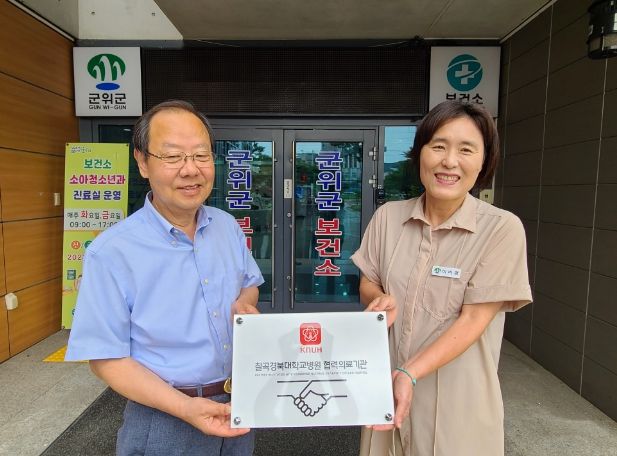 군위군
GUN WI-GUN
보건소
보건소
소아청소년과
진료실 운영
매주 화요일, 금요일
09:00 ~ 17:00
군위군 보건소
군위군 보건소
KNUH
칠곡경북대학교병원 협력의료기관